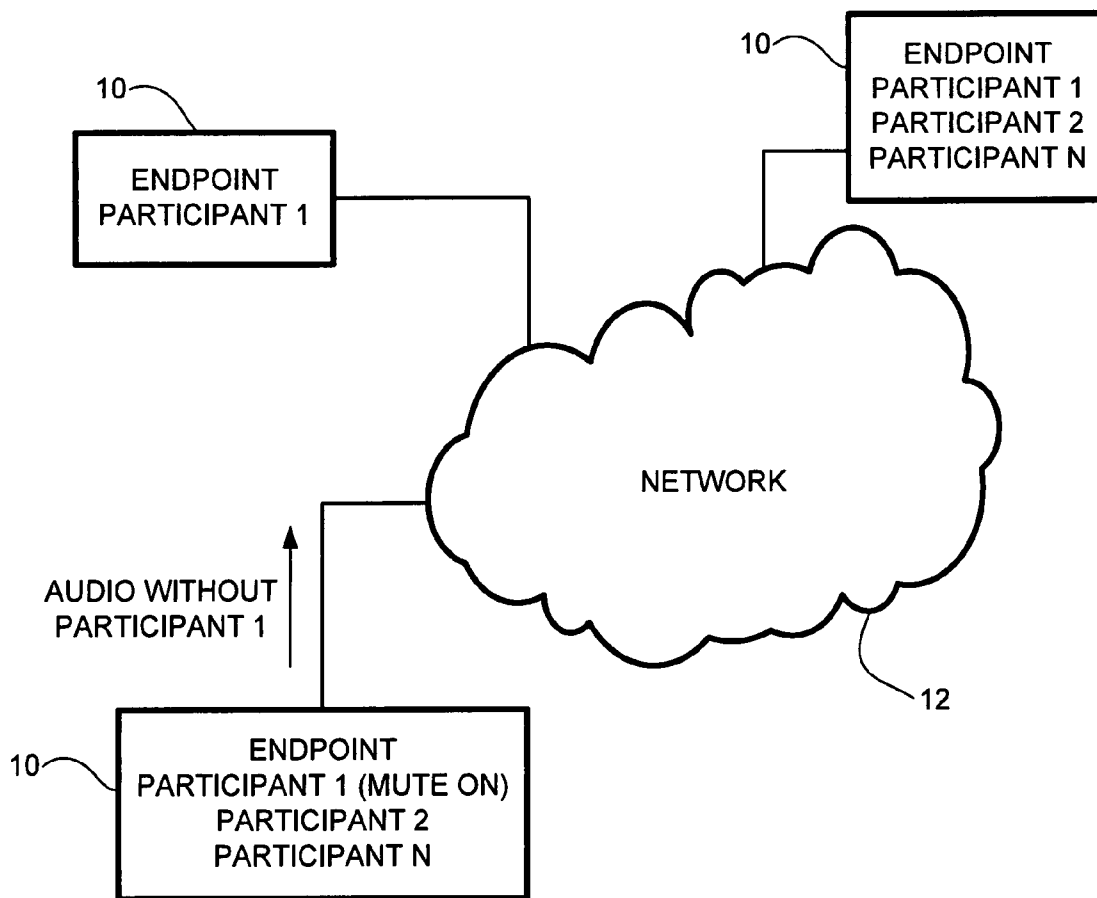 10
ENDPOINT
PARTICIPANT 1
PARTICIPANT 2
PARTICIPANT N
10
ENDPOINT
PARTICIPANT 1
NETWORK
AUDIO WITHOUT
PARTICIPANT 1
12
10
ENDPOINT
PARTICIPANT 1 (MUTE ON)
PARTICIPANT 2
PARTICIPANT N